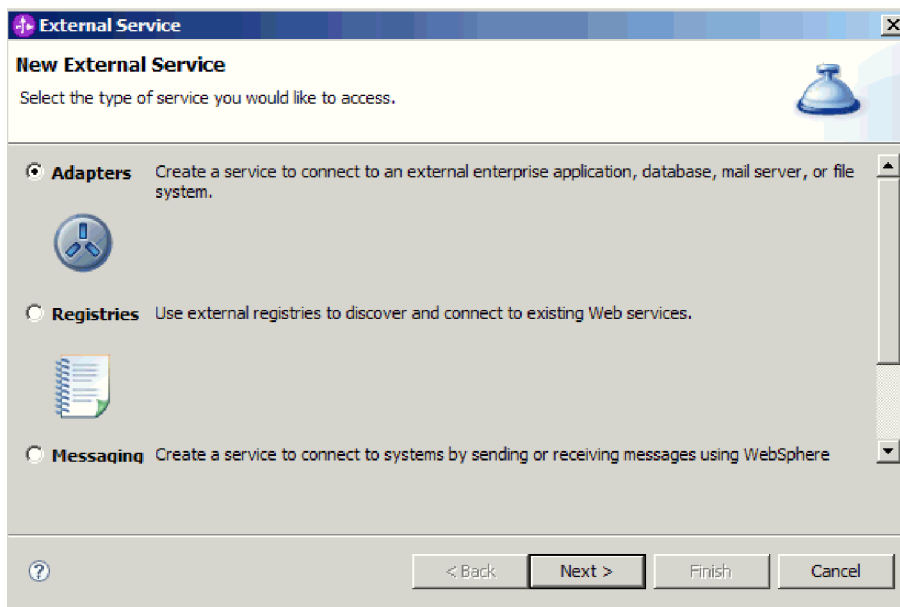 External Service
New External Service
Select the type of service you would like to access.
Adapters Create a service to connect to an external enterprise application, database, mail server, or file
system.
Registries Use external registries to discover and connect to existing Web services.
Messaging Create a service to connect to systems by sending or receiving messages using WebSphere
< Back Next > Finish Cancel